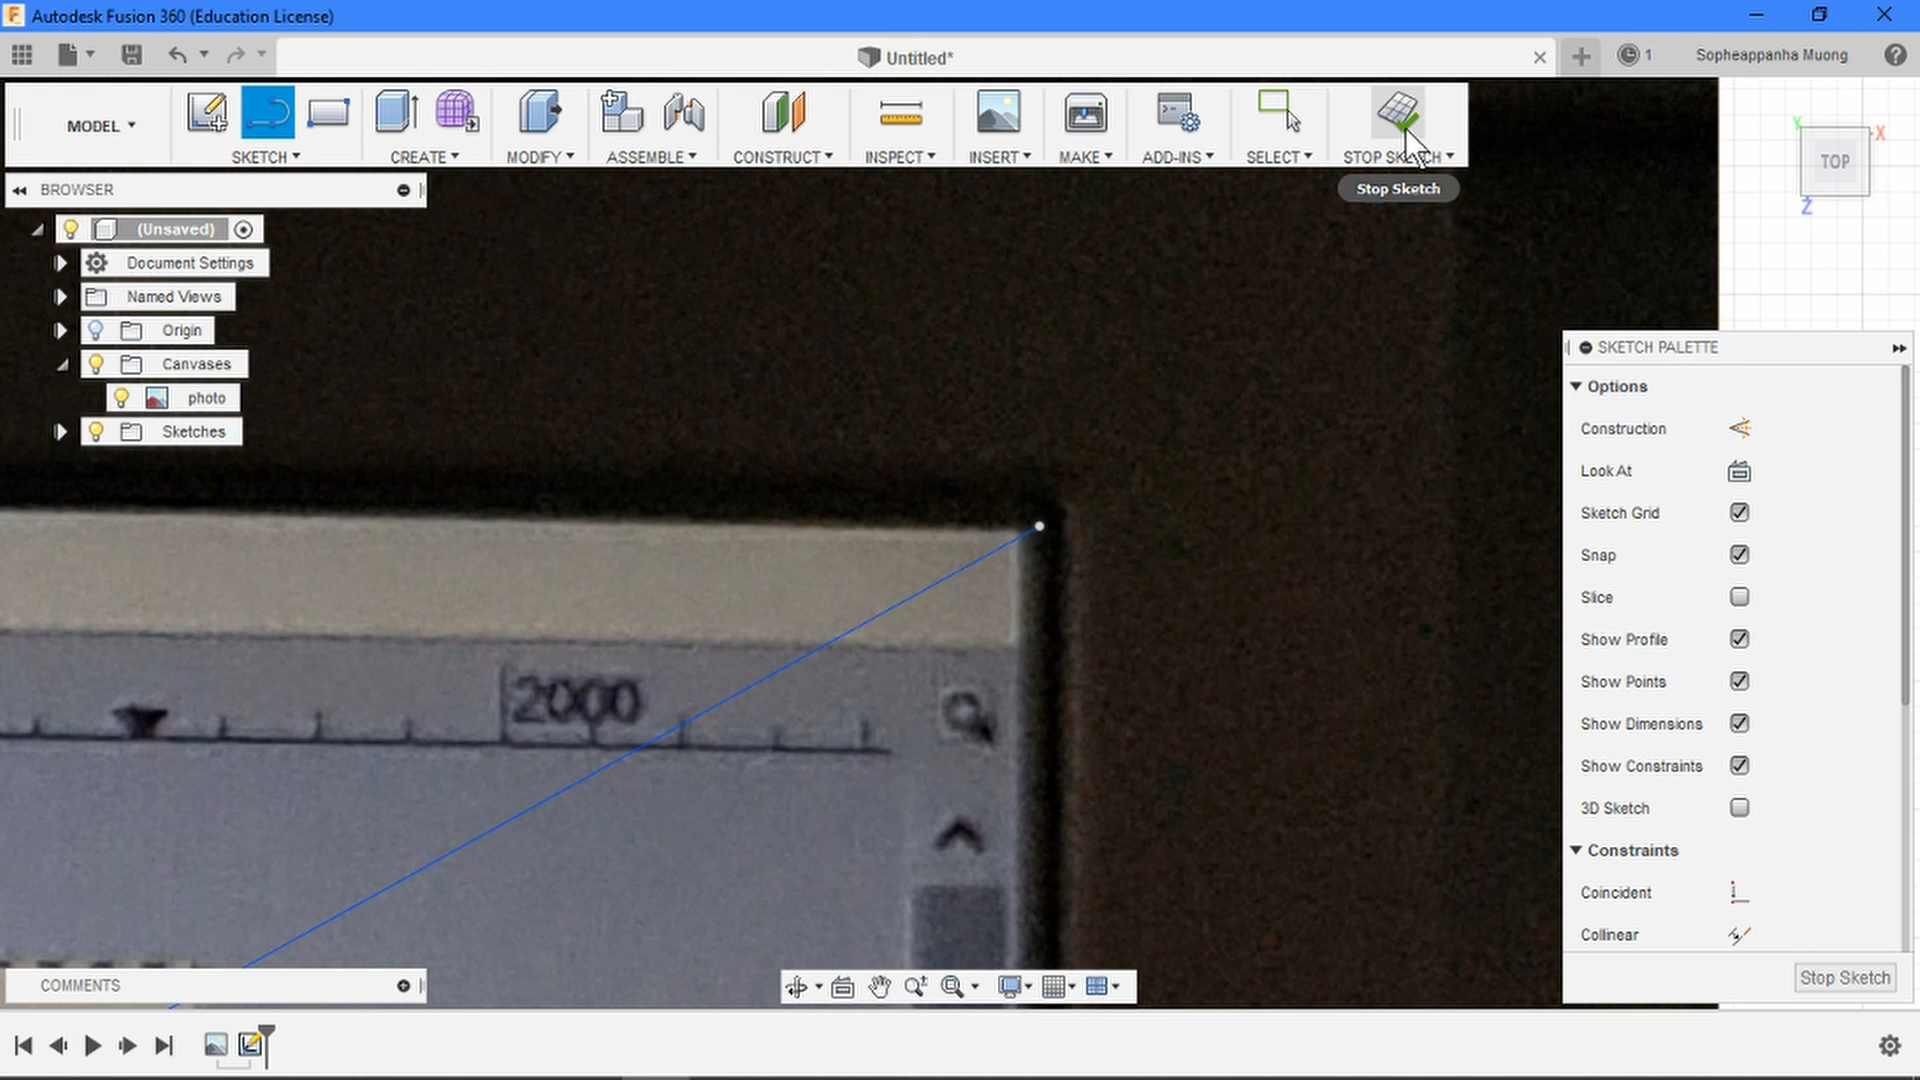 Autodesk Fusion 360 (Education License)
Untitled*
1
Sopheappanha Muong
MODEL
SKETCH
CREATE
MODIFY
ASSEMBLE
CONSTRUCT
INSPECT
INSERT
MAKE
ADD-INS
SELECT
STOP SKETCH
Stop Sketch
Y
X
TOP
Z
BROWSER
(Unsaved)
Document Settings
Named Views
Origin
Canvases
photo
Sketches
SKETCH PALETTE
Options
Construction
Look At
Sketch Grid
Snap
Slice
Show Profile
Show Points
Show Dimensions
Show Constraints
3D Sketch
Constraints
Coincident
Collinear
Stop Sketch
2000
COMMENTS